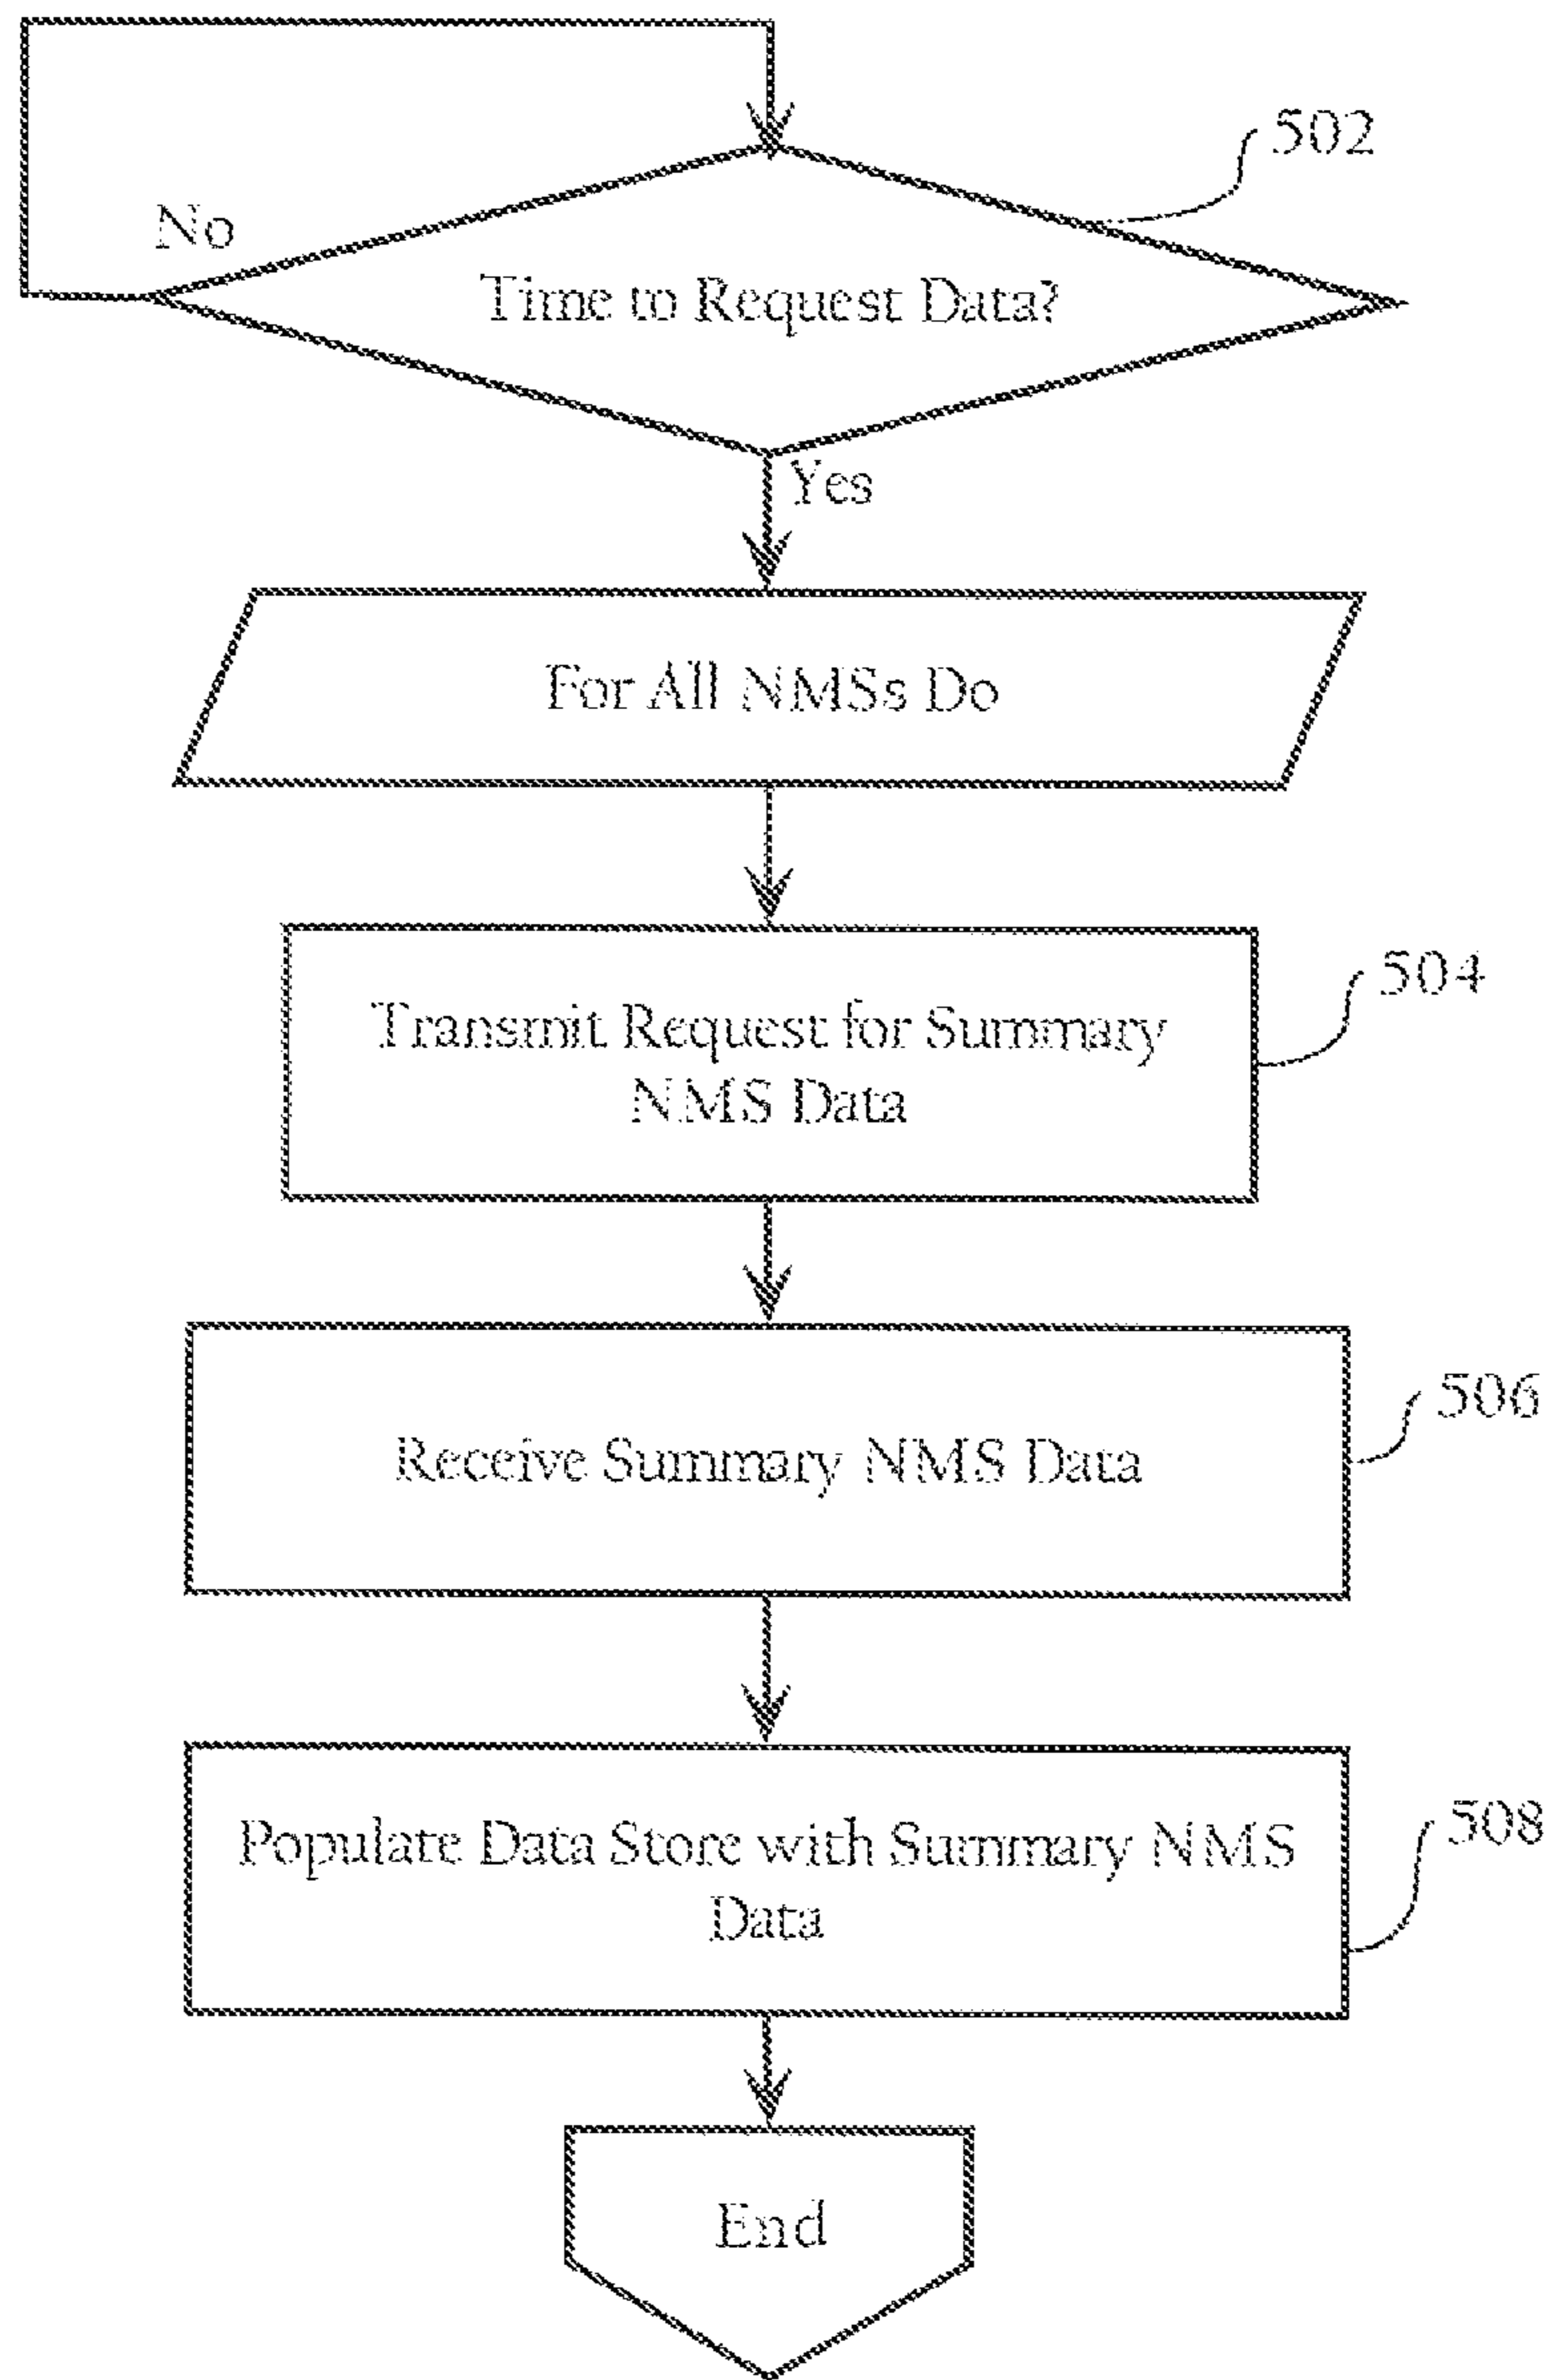 502
No
Time to Request Data?
Yes
For All NMSs Do
504
Transmit Request for Summary
NMS Data
506
Receive Summary NMS Data
508
Populate Data Store with Summary NMS
Data
End